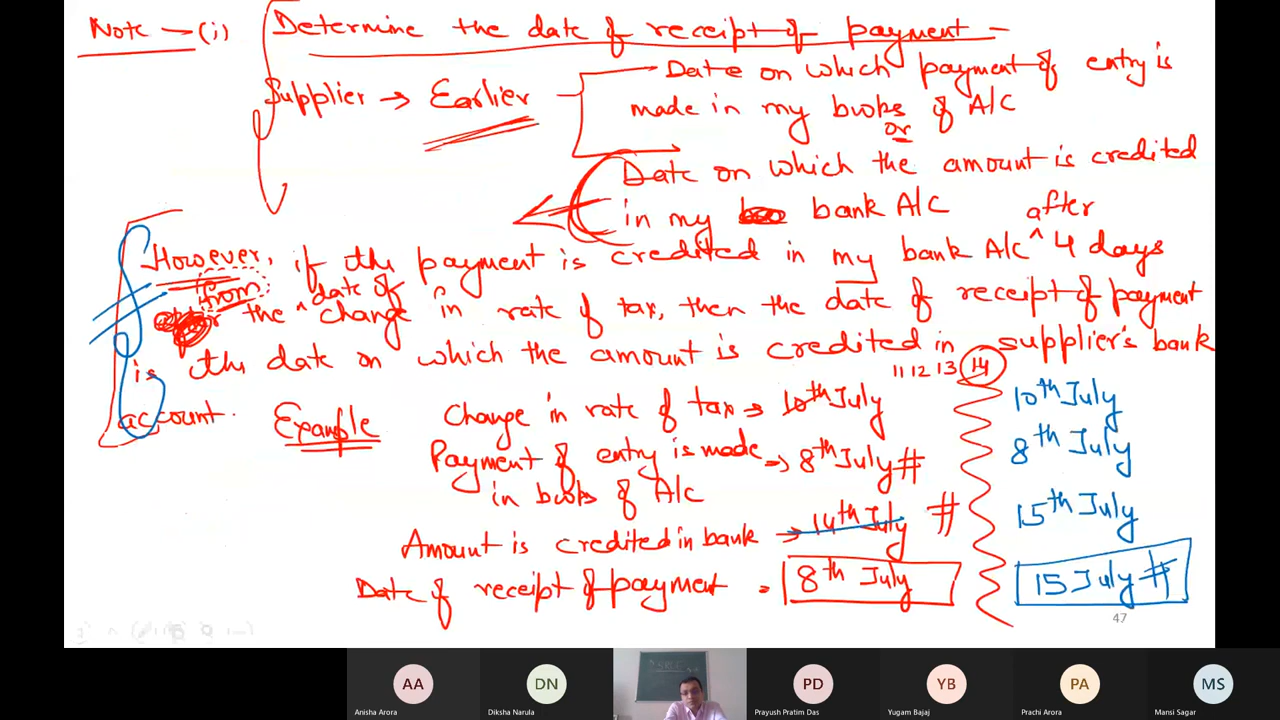 Note → (i) Determine the date of receipt of payment -
Supplier → Earlier
Date on which payment of entry is
made in my books of A/C
or
Date on which the amount is credited
in my bank A/C
However, if the payment is credited in my bank A/C after 4 days
from the date of change in rate of tax, then the date of receipt of payment
is the date on which the amount is credited in supplier's bank
account.
11 12 13 14
Example Change in rate of tax → 10th July 10th July
Payment of entry is made → 8th July # 8th July
in books of A/C
Amount is credited in bank → 14th July # 15th July
Date of receipt of payment = 8th July 15 July #
47
AA DN PD YB PA MS
Anisha Arora Diksha Narula Prayush Pratim Das Yugam Bajaj Prachi Arora Mansi Sagar